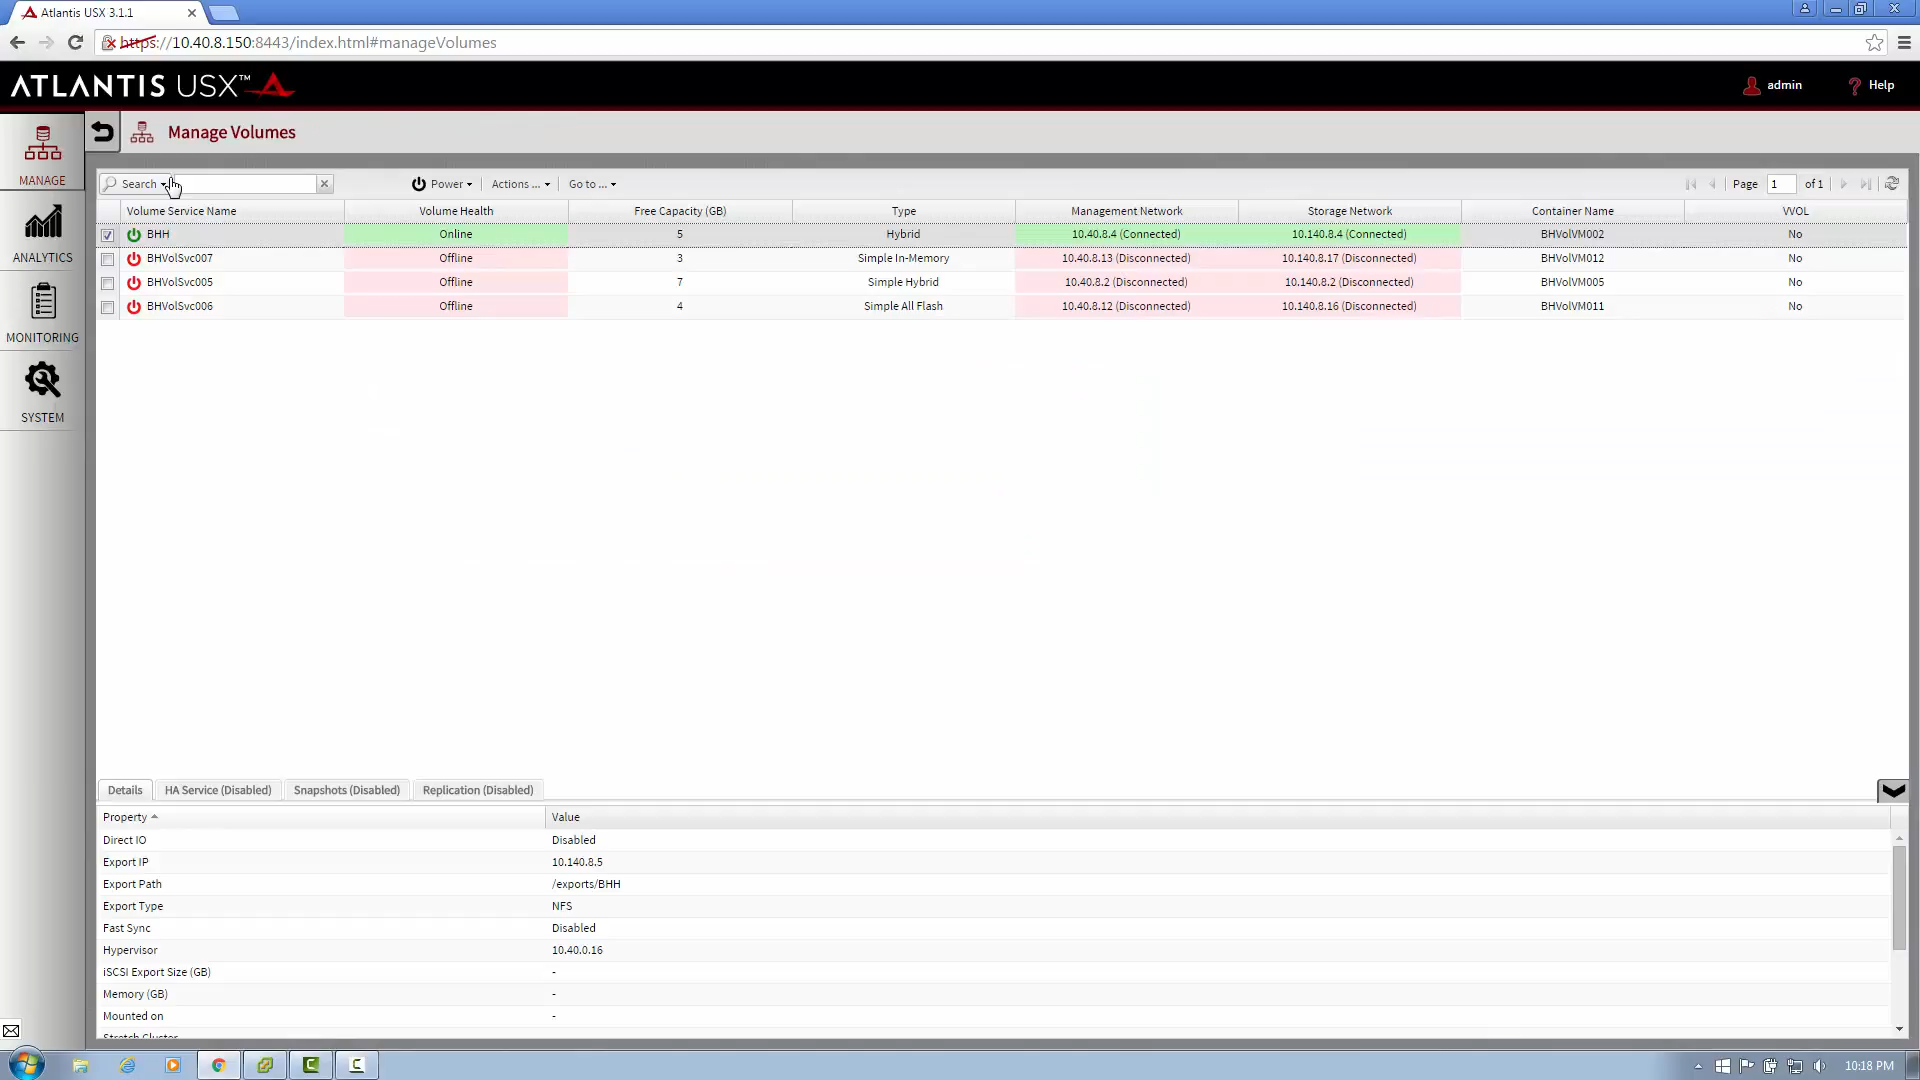 Atlantis USX 3.1.1
https://10.40.8.150:8443/index.html#manageVolumes
ATLANTIS USX™
admin
Help
MANAGE
Manage Volumes
Search
Power
Actions ...
Go to ...
Page 1 of 1
Volume Service Name Volume Health Free Capacity (GB) Type Management Network Storage Network Container Name VVOL
BHH Online 5 Hybrid 10.40.8.4 (Connected) 10.140.8.4 (Connected) BHVolVM002 No
BHVolSvc007 Offline 3 Simple In-Memory 10.40.8.13 (Disconnected) 10.140.8.17 (Disconnected) BHVolVM012 No
BHVolSvc005 Offline 7 Simple Hybrid 10.40.8.2 (Disconnected) 10.140.8.2 (Disconnected) BHVolVM005 No
BHVolSvc006 Offline 4 Simple All Flash 10.40.8.12 (Disconnected) 10.140.8.16 (Disconnected) BHVolVM011 No
ANALYTICS
MONITORING
SYSTEM
Details HA Service (Disabled) Snapshots (Disabled) Replication (Disabled)
Property Value
Direct IO Disabled
Export IP 10.140.8.5
Export Path /exports/BHH
Export Type NFS
Fast Sync Disabled
Hypervisor 10.40.0.16
iSCSI Export Size (GB) -
Memory (GB) -
Mounted on -
Stretch Cluster
10:18 PM